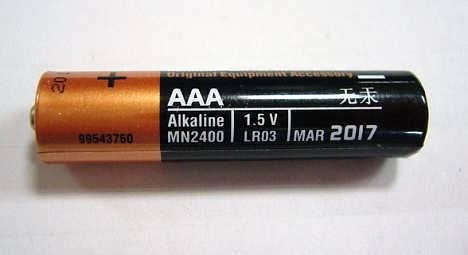 Original Equipment Accessory
+
AAA 无汞
Alkaline 1.5 V
MN2400 LR03 MAR 2017
99543760